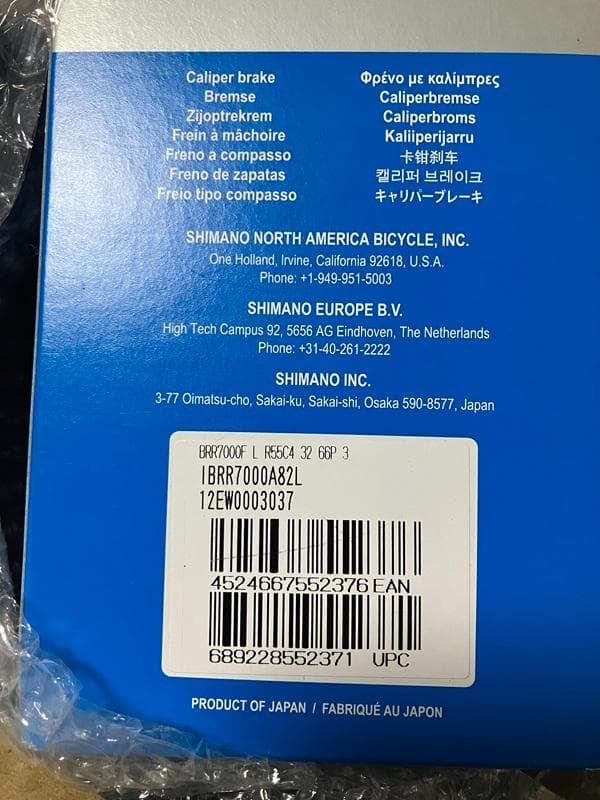 Caliper brake
Bremse
Zijoptrekrem
Frein à mâchoire
Freno a compasso
Freno de zapatas
Freio tipo compasso
Φρένο με καλίμπρες
Caliperbremse
Caliperbroms
Kaliiperijarru
卡钳刹车
캘리퍼 브레이크
キャリパーブレーキ
SHIMANO NORTH AMERICA BICYCLE, INC.
One Holland, Irvine, California 92618, U.S.A.
Phone: +1-949-951-5003
SHIMANO EUROPE B.V.
High Tech Campus 92, 5656 AG Eindhoven, The Netherlands
Phone: +31-40-261-2222
SHIMANO INC.
3-77 Oimatsu-cho, Sakai-ku, Sakai-shi, Osaka 590-8577, Japan
BRR7000F L R55C4 32 66P 3
IBRR7000A82L
12EW0003037
4524667552376 EAN
689228552371 UPC
PRODUCT OF JAPAN / FABRIQUÉ AU JAPON